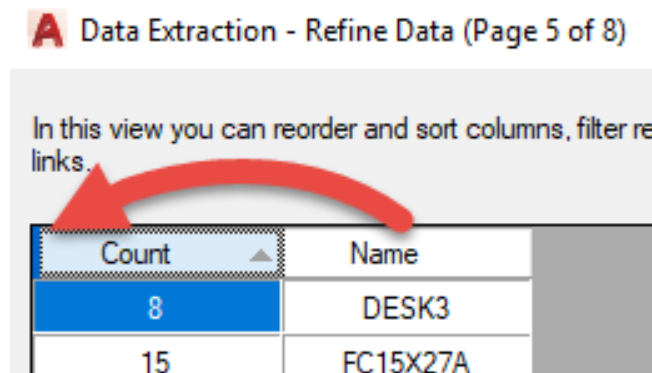 Data Extraction - Refine Data (Page 5 of 8)
In this view you can reorder and sort columns, filter re
links.
Count Name
8 DESK3
15 FC15X27A